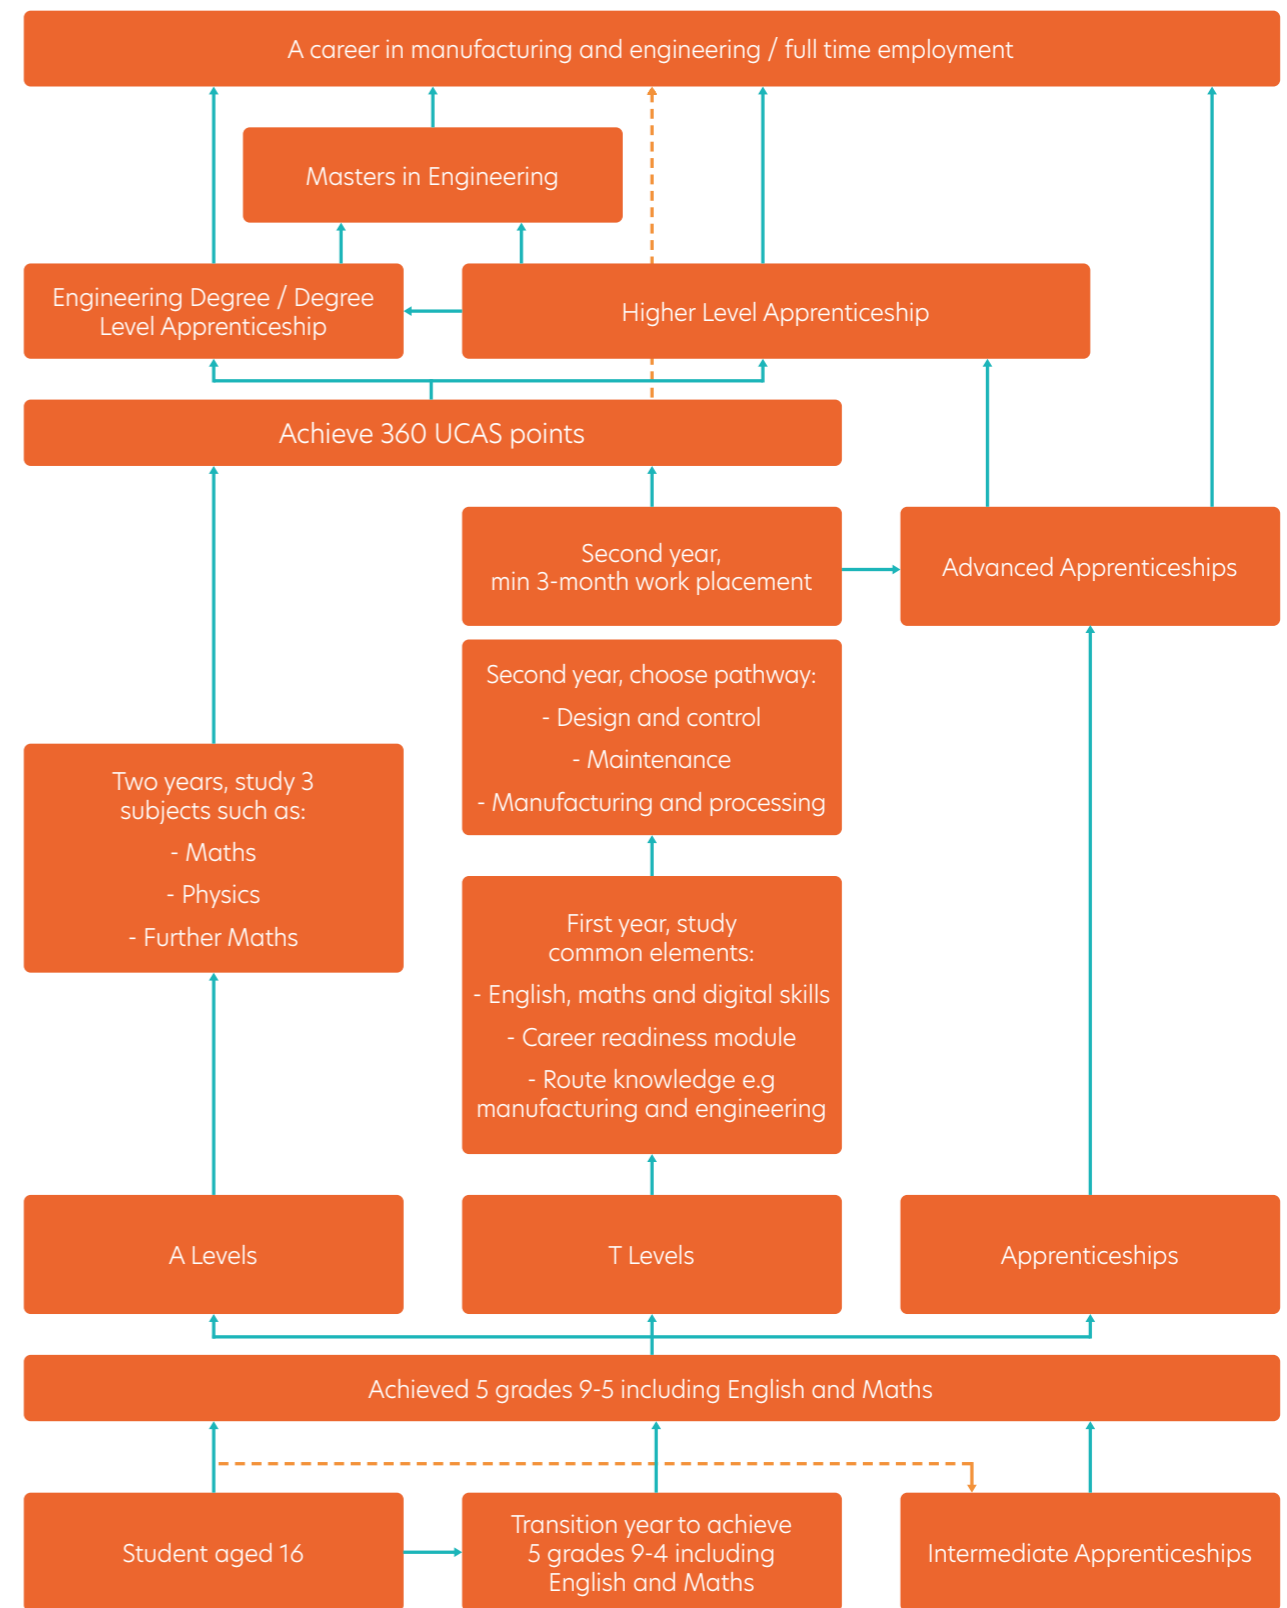 A career in manufacturing and engineering / full time employment
Masters in Engineering
Engineering Degree / Degree
Level Apprenticeship
Higher Level Apprenticeship
Achieve 360 UCAS points
Second year,
min 3-month work placement
Advanced Apprenticeships
Second year, choose pathway:
- Design and control
- Maintenance
- Manufacturing and processing
Two years, study 3
subjects such as:
- Maths
- Physics
- Further Maths
First year, study
common elements:
- English, maths and digital skills
- Career readiness module
- Route knowledge e.g
manufacturing and engineering
A Levels
T Levels
Apprenticeships
Achieved 5 grades 9-5 including English and Maths
Student aged 16
Transition year to achieve
5 grades 9-4 including
English and Maths
Intermediate Apprenticeships